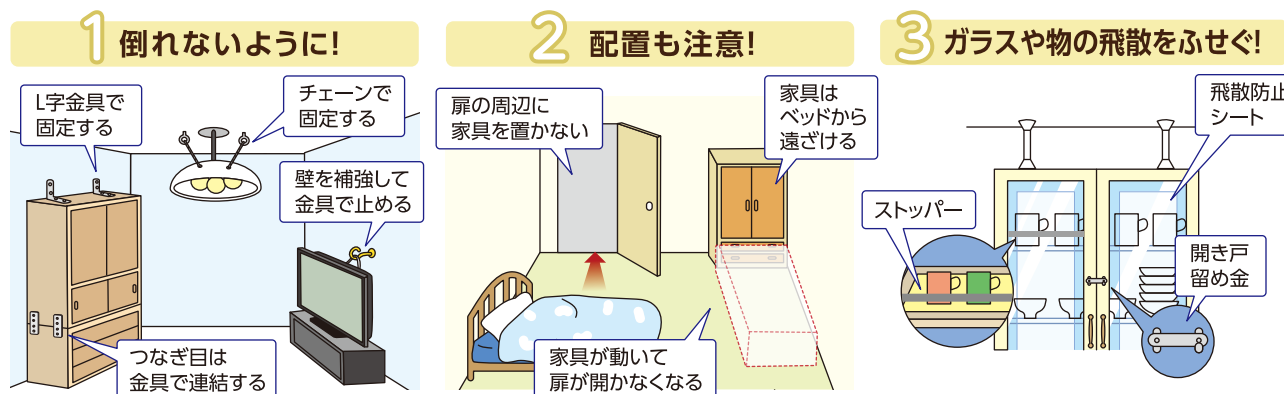 1 倒れないように!
L字金具で
固定する
チェーンで
固定する
壁を補強して
金具で止める
つなぎ目は
金具で連結する
2 配置も注意!
扉の周辺に
家具を置かない
家具は
ベッドから
遠ざける
家具が動いて
扉が開かなくなる
3 ガラスや物の飛散をふせぐ!
飛散防止
シート
ストッパー
開き戸
留め金